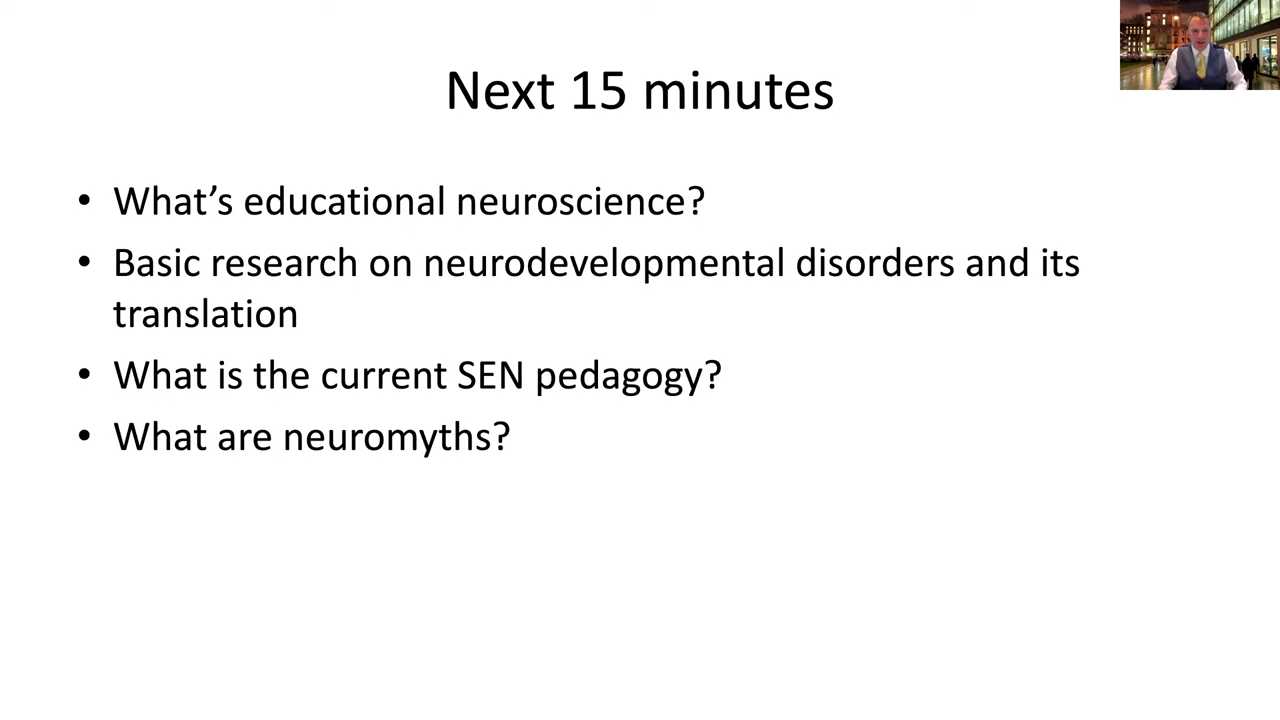 Next 15 minutes
• What’s educational neuroscience?
• Basic research on neurodevelopmental disorders and its
translation
• What is the current SEN pedagogy?
• What are neuromyths?